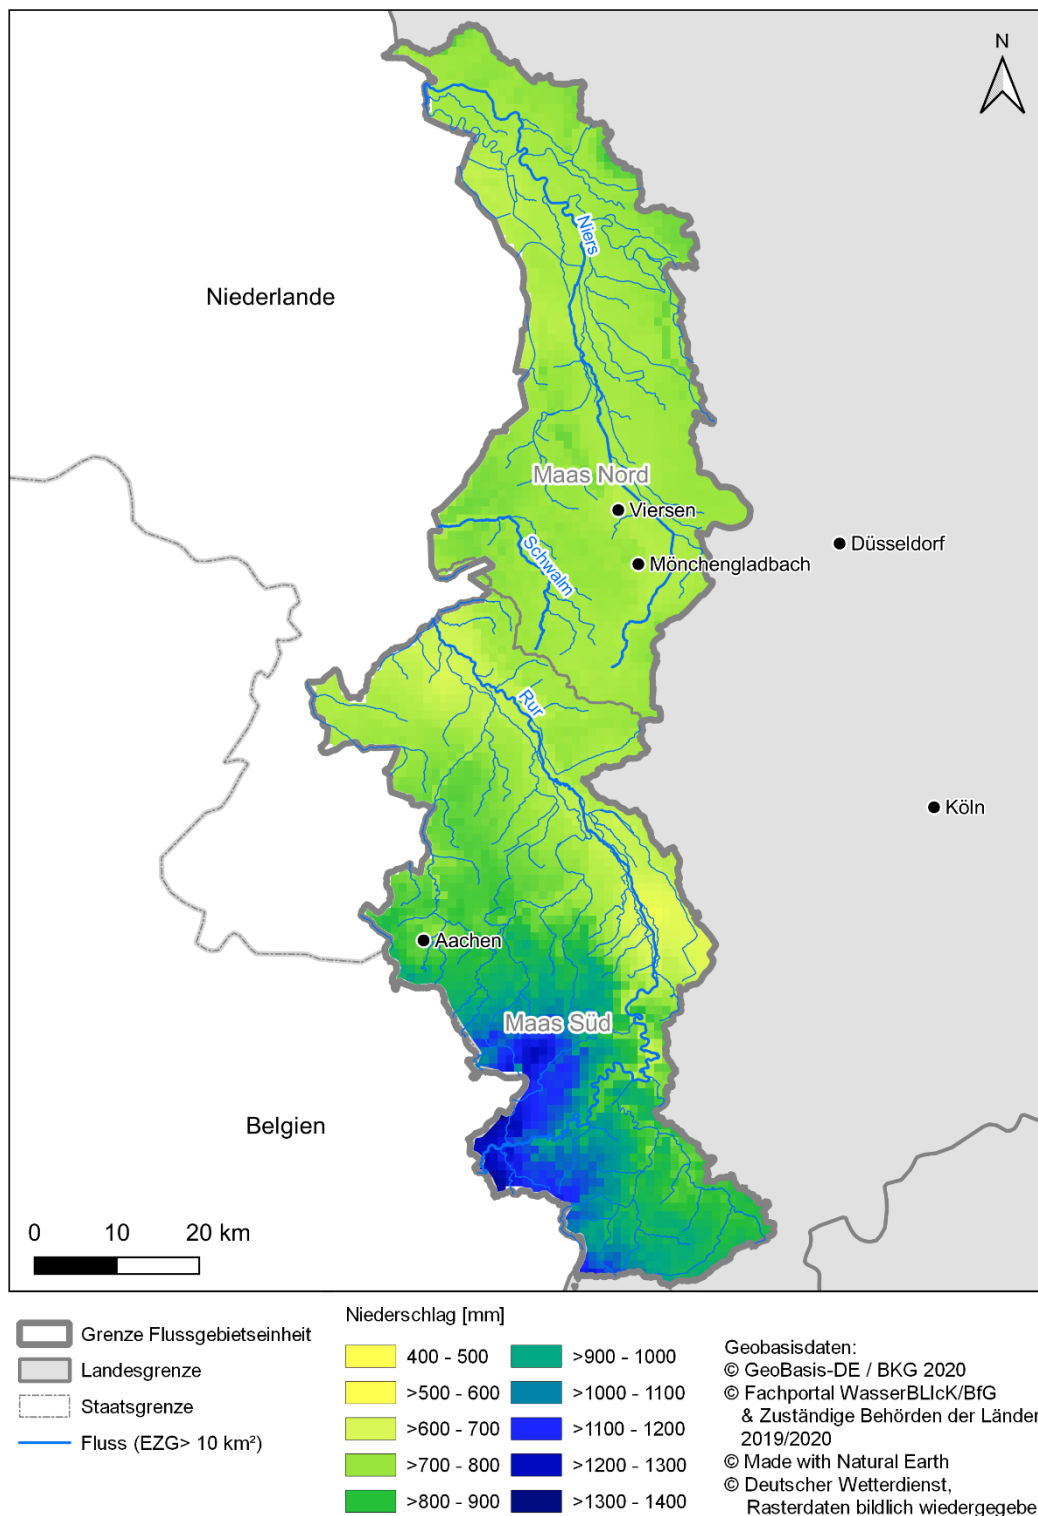 N
Niers
Niederlande
Maas Nord
Viersen
Düsseldorf
Schwalm
Mönchengladbach
Rur
Köln
Aachen
Maas Süd
Belgien
0 10 20 km
Niederschlag [mm]
Grenze Flussgebietseinheit
Landesgrenze
Staatsgrenze
Fluss (EZG> 10 km²)
400 - 500
>500 - 600
>600 - 700
>700 - 800
>800 - 900
>900 - 1000
>1000 - 1100
>1100 - 1200
>1200 - 1300
>1300 - 1400
Geobasisdaten:
© GeoBasis-DE / BKG 2020
© Fachportal WasserBLIcK/BfG
& Zuständige Behörden der Länder
2019/2020
© Made with Natural Earth
© Deutscher Wetterdienst,
Rasterdaten bildlich wiedergegebe